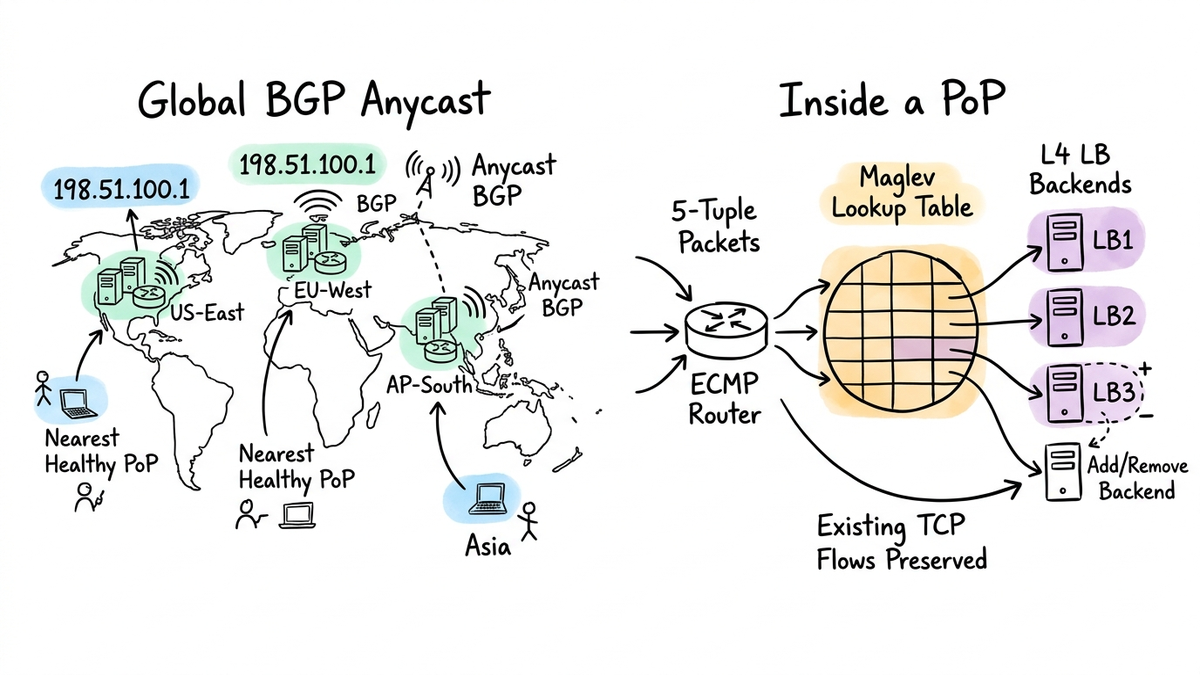 Global BGP Anycast
198.51.100.1
198.51.100.1
BGP
Anycast
BGP
US-East
EU-West
Anycast
BGP
AP-South
Nearest
Healthy PoP
Nearest
Healthy PoP
Asia
Inside a PoP
5-Tuple
Packets
ECMP
Router
Maglev
Lookup Table
L4 LB
Backends
LB1
LB2
LB3
+
−
Add/Remove
Backend
Existing TCP
Flows Preserved